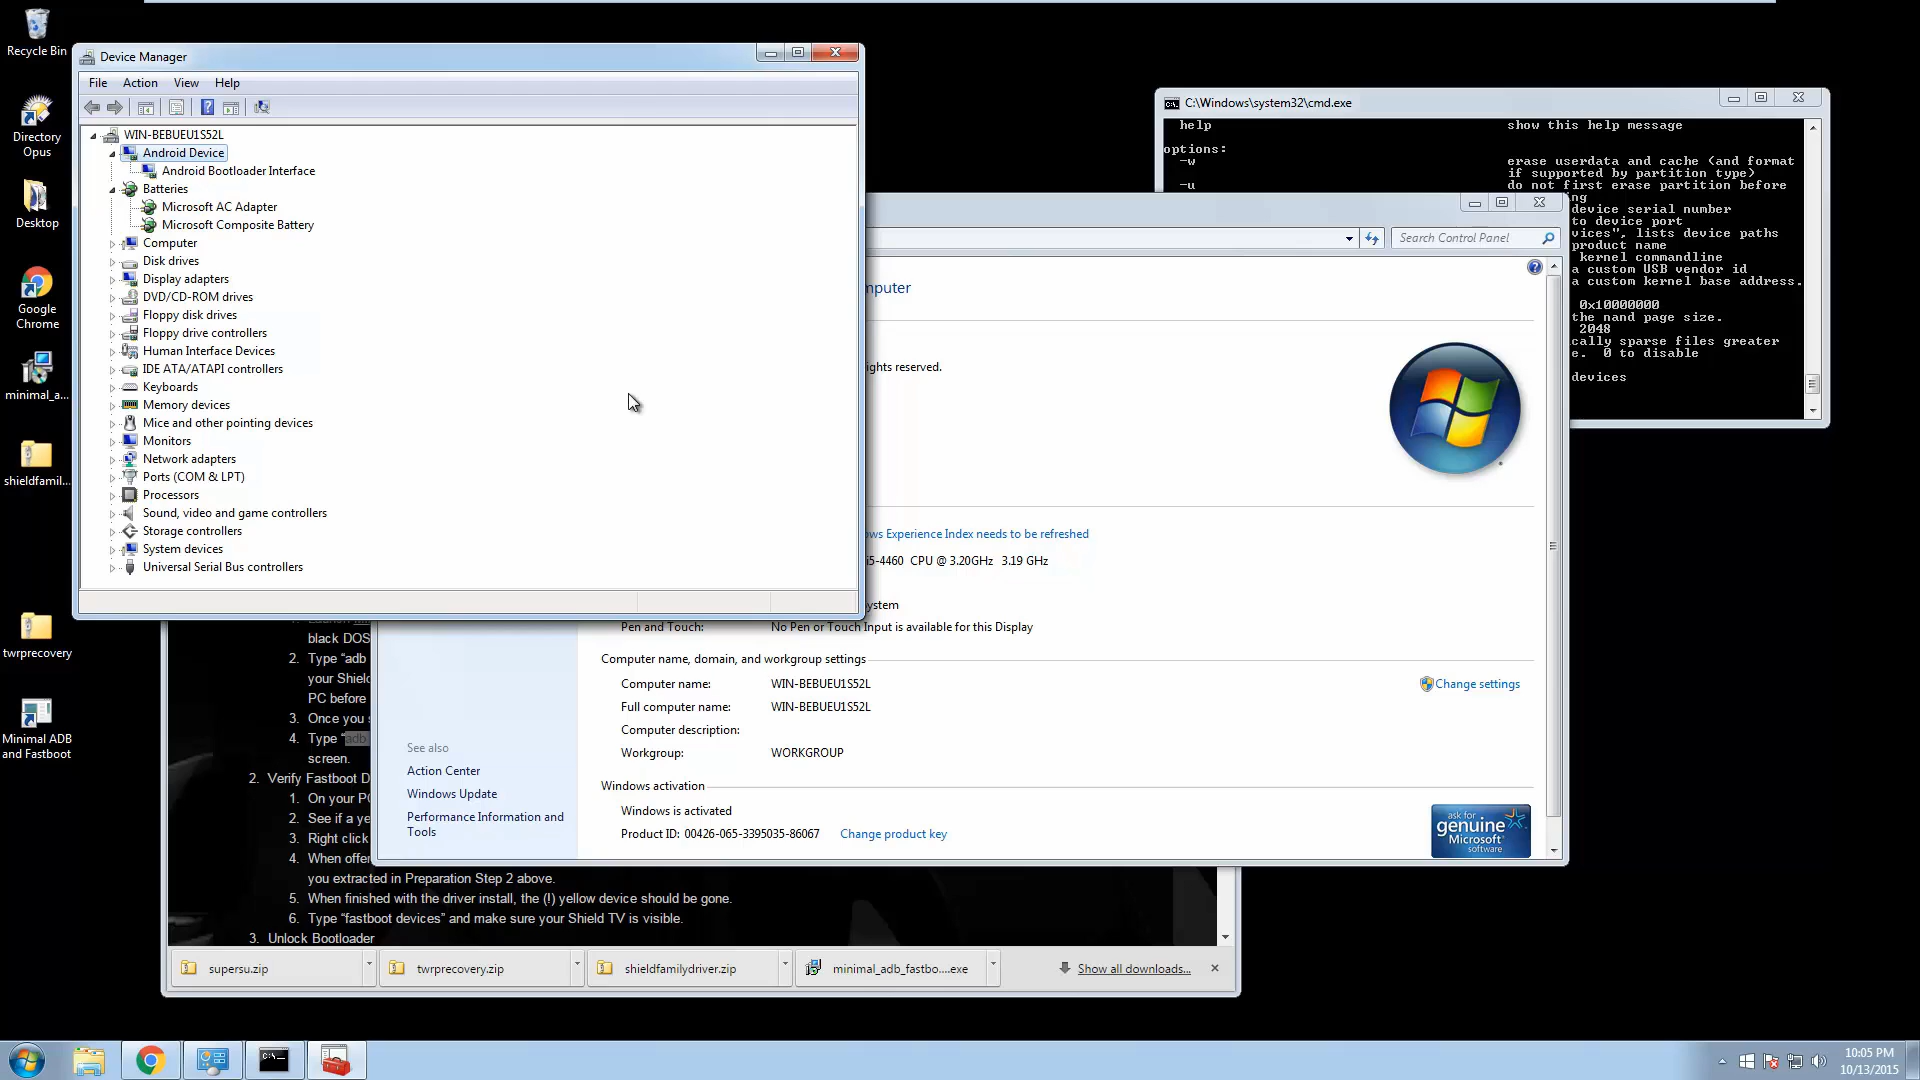 Recycle Bin
Directory
Opus
Desktop
Google
Chrome
minimal_a...
shieldfamil...
twrprecovery
Minimal ADB
and Fastboot
Device Manager
File Action View Help
WIN-BEBUEU1S52L
Android Device
Android Bootloader Interface
Batteries
Microsoft AC Adapter
Microsoft Composite Battery
Computer
Disk drives
Display adapters
DVD/CD-ROM drives
Floppy disk drives
Floppy drive controllers
Human Interface Devices
IDE ATA/ATAPI controllers
Keyboards
Memory devices
Mice and other pointing devices
Monitors
Network adapters
Ports (COM & LPT)
Processors
Sound, video and game controllers
Storage controllers
System devices
Universal Serial Bus controllers
C:\Windows\system32\cmd.exe
help show this help message
options:
-w erase userdata and cache (and format
if supported by partition type)
-u do not first erase partition before
ng
device serial number
to device port
vices", lists device paths
product name
kernel commandline
a custom USB vendor id
a custom kernel base address.
0x10000000
the nand page size.
2048
ically sparse files greater
e. 0 to disable
devices
Search Control Panel
mputer
ights reserved.
ows Experience Index needs to be refreshed
i5-4460 CPU @ 3.20GHz 3.19 GHz
ystem
Pen and Touch: No Pen or Touch Input is available for this Display
Computer name, domain, and workgroup settings
Computer name: WIN-BEBUEU1S52L
Change settings
Full computer name: WIN-BEBUEU1S52L
Computer description:
Workgroup: WORKGROUP
Windows activation
Windows is activated
Product ID: 00426-065-3395035-86067 Change product key
See also
Action Center
Windows Update
Performance Information and
Tools
ask for
genuine
Microsoft
software
black DOS
2. Type “adb
your Shield
PC before
3. Once you s
4. Type “adb
screen.
2. Verify Fastboot D
1. On your PC
2. See if a ye
3. Right click
4. When offer
you extracted in Preparation Step 2 above.
5. When finished with the driver install, the (!) yellow device should be gone.
6. Type “fastboot devices” and make sure your Shield TV is visible.
3. Unlock Bootloader
supersu.zip
twrprecovery.zip
shieldfamilydriver.zip
minimal_adb_fastbo....exe
Show all downloads...
10:05 PM
10/13/2015